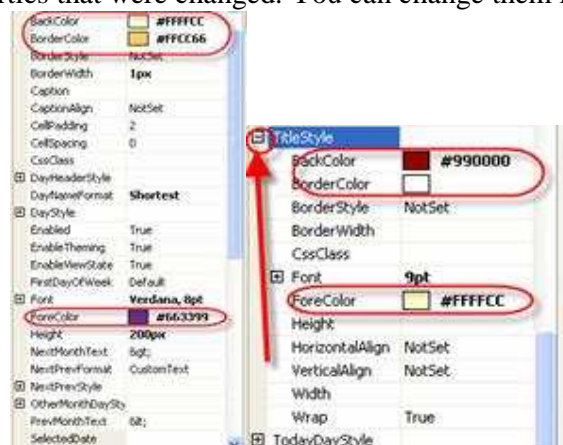 rties that were changed. You can change them
BackColor #FFFFCC
BorderColor #FFCC66
BorderStyle NotSet
BorderWidth 1px
Caption
CaptionAlign NotSet
CellPadding 2
CellSpacing 0
CssClass
DayHeaderStyle
DayNameFormat Shortest
DayStyle
Enabled True
EnableTheming True
EnableViewState True
FirstDayOfWeek Default
Font Verdana, 8pt
ForeColor #663399
Height 200px
NextMonthText &gt;
NextPrevFormat CustomText
NextPrevStyle
OtherMonthDaySty
PrevMonthText &lt;
SelectedDate
TitleStyle
BackColor #990000
BorderColor
BorderStyle NotSet
BorderWidth
CssClass
Font 9pt
ForeColor #FFFFCC
Height
HorizontalAlign NotSet
VerticalAlign NotSet
Width
Wrap True
TodayDayStyle